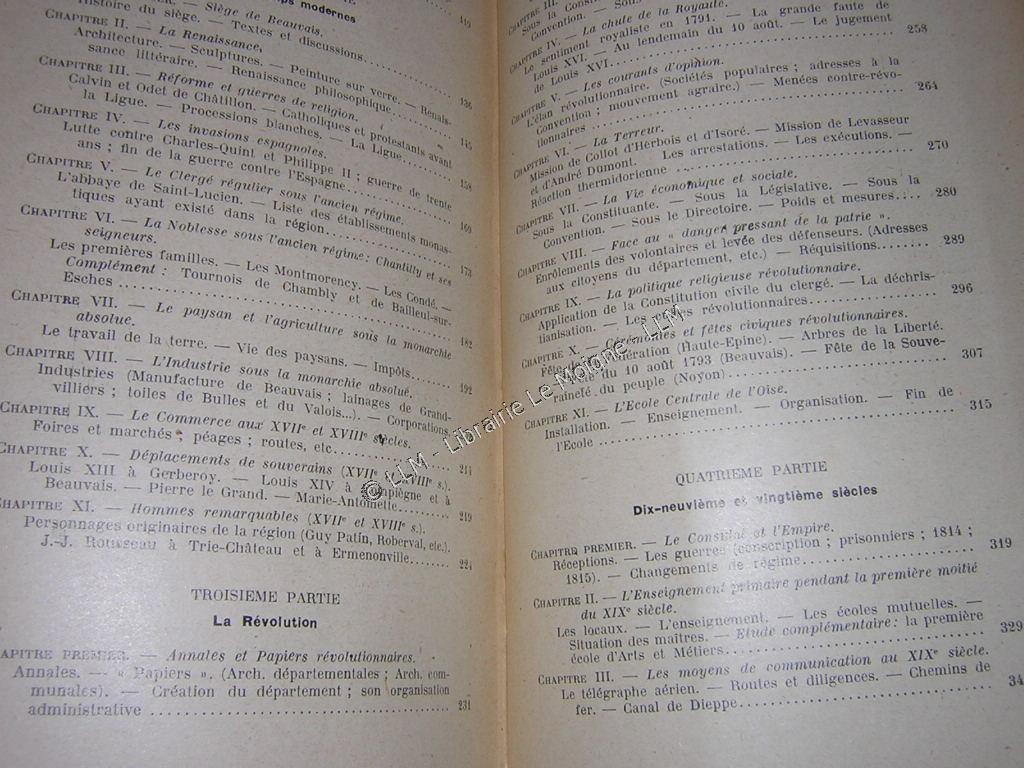 ps modernes
Siège de Beauvais.
Histoire du siège. — Textes et discussions. 119
CHAPITRE II. — La Renaissance.
Architecture. — Sculptures. — Peinture sur verre. — Renais-
sance littéraire. — Renaissance philosophique 136
CHAPITRE III. — Réforme et guerres de religion.
Calvin et Odet de Châtillon. — Catholiques et protestants avant
la Ligue. — Processions blanches. — La Ligue 145
CHAPITRE IV. — Les invasions espagnoles.
Lutte contre Charles-Quint et Philippe II ; guerre de trente
ans ; fin de la guerre contre l'Espagne 158
CHAPITRE V. — Le Clergé régulier sous l'ancien régime.
L'abbaye de Saint-Lucien. — Liste des établissements monas-
tiques ayant existé dans la région 169
CHAPITRE VI. — La Noblesse sous l'ancien régime : Chantilly et ses
seigneurs.
Les premières familles. — Les Montmorency. — Les Condé. — 173
Complément : Tournois de Chambly et de Bailleul-sur-
Esches
CHAPITRE VII. — Le paysan et l'agriculture sous la monarchie
absolue.
Le travail de la terre. — Vie des paysans. — Impôts 182
CHAPITRE VIII. — L'Industrie sous la monarchie absolue.
Industries (Manufacture de Beauvais ; lainages de Grand-
villiers ; toiles de Bulles et du Valois...). — Corporations. 192
CHAPITRE IX. — Le Commerce aux XVIIe et XVIIIe siècles.
Foires et marchés ; péages ; routes, etc. 211
CHAPITRE X. — Déplacements de souverains (XVIIe et XVIIIe s.).
Louis XIII à Gerberoy. — Louis XIV à Compiègne et à
Beauvais. — Pierre le Grand. — Marie-Antoinette 219
CHAPITRE XI. — Hommes remarquables (XVIIe et XVIIIe s.).
Personnages originaires de la région (Guy Patin, Roberval, etc.).
J.-J. Rousseau à Trie-Château et à Ermenonville 224
TROISIEME PARTIE
La Révolution
APITRE PREMIER. — Annales et Papiers révolutionnaires.
Annales. — « Papiers ». (Arch. départementales ; Arch. com-
munales). — Création du département ; son organisation
administrative 231
CHAPITRE III.
Sous la Const
Convention. — Sous
CHAPITRE IV. — La chute de la Royauté.
Le sentiment royaliste en 1791. — La grande faute de
Louis XVI. — Au lendemain du 10 août. — Le jugement
de Louis XVI 258
CHAPITRE V. — Les courants d'opinion.
L'élan révolutionnaire. (Sociétés populaires ; adresses à la
Convention ; mouvement agraire.) — Menées contre-révo-
lutionnaires 264
CHAPITRE VI. — La Terreur.
Mission de Collot d'Herbois et d'Isoré. — Mission de Levasseur
et d'André Dumont. — Les arrestations. — Les exécutions. —
Réaction thermidorienne 270
CHAPITRE VII. — La Vie économique et sociale.
Sous la Constituante. — Sous la Législative. — Sous la
Convention. — Sous le Directoire. — Poids et mesures 280
CHAPITRE VIII. — Face au « danger pressant de la patrie ».
Enrôlements des volontaires et levée des défenseurs. (Adresses
aux citoyens du département, etc.) — Réquisitions 289
CHAPITRE IX. — La politique religieuse révolutionnaire.
Application de la Constitution civile du clergé. — La déchris-
tianisation. — Les cultes révolutionnaires 296
CHAPITRE X. — Cérémonies et fêtes civiques révolutionnaires.
Fête de la Fédération (Haute-Epine). — Arbres de la Liberté.
Fête du 10 août 1793 (Beauvais). — Fête de la Souve-
raineté du peuple (Noyon) 307
CHAPITRE XI. — L'Ecole Centrale de l'Oise.
Installation. — Enseignement. — Organisation. — Fin de
l'Ecole 315
QUATRIEME PARTIE
Dix-neuvième et vingtième siècles
CHAPITRE PREMIER. — Le Consulat et l'Empire.
Réceptions. — Les guerres (conscription ; prisonniers ; 1814 ;
1815). — Changements de régime 319
CHAPITRE II. — L'Enseignement primaire pendant la première moitié
du XIXe siècle.
Les locaux. — L'enseignement. — Les écoles mutuelles. —
Situation des maîtres. — Etude complémentaire : la première
école d'Arts et Métiers 329
CHAPITRE III. — Les moyens de communication au XIXe siècle.
Le télégraphe aérien. — Routes et diligences. — Chemins de
fer. — Canal de Dieppe 34
© LLM - Librairie Le Moigne - LLM